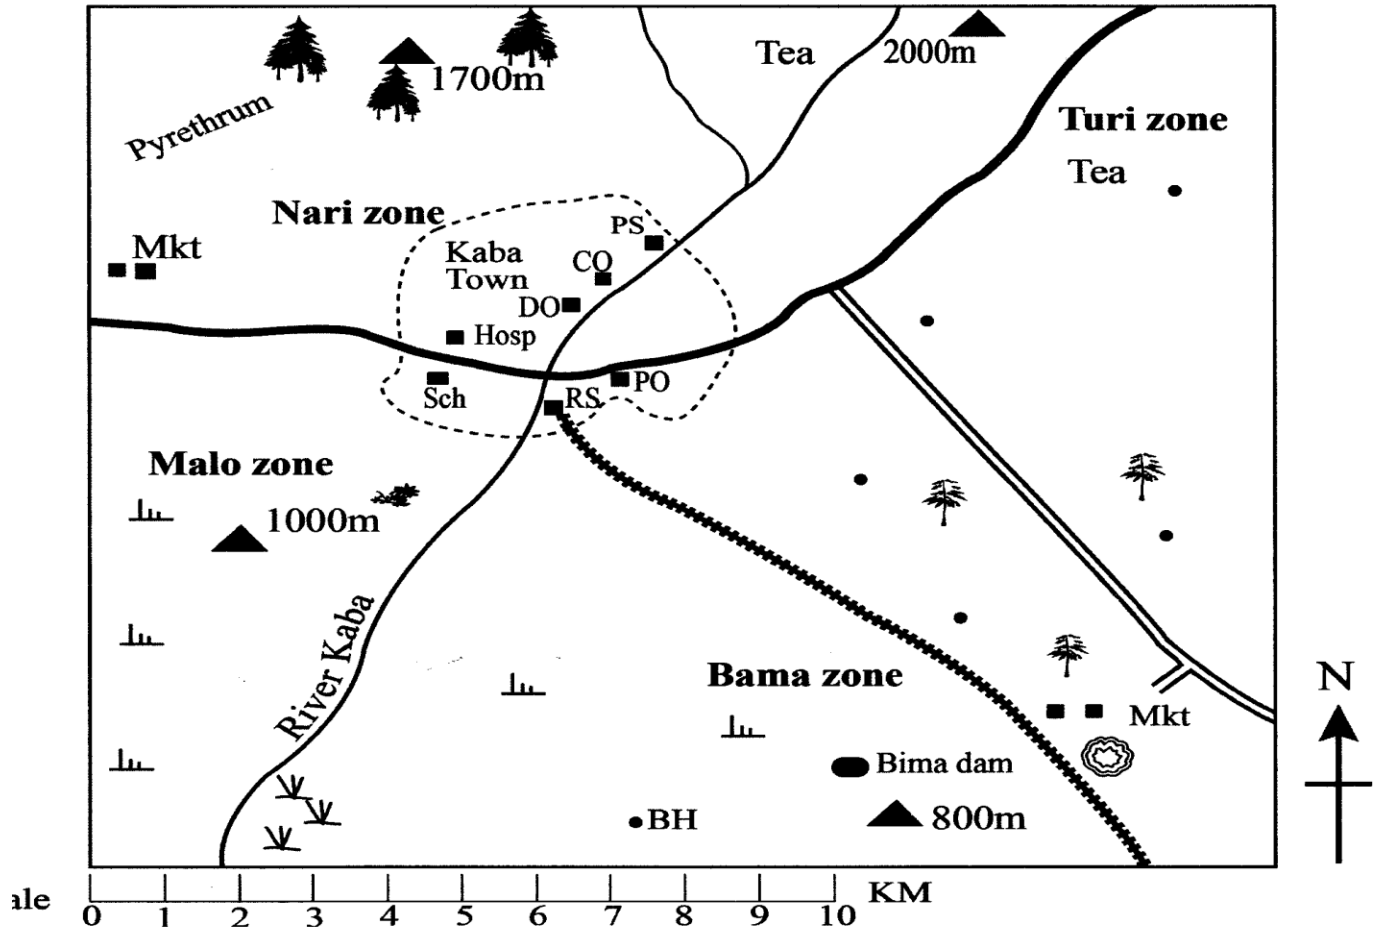 Tea
2000m
1700m
Pyrethrum
Turi zone
Tea
Nari zone
PS
Mkt
Kaba
Town
CO
DO
Hosp
Sch
RS
PO
Malo zone
1000m
River Kaba
Bama zone
Mkt
Bima dam
BH
800m
N
ale
0 1 2 3 4 5 6 7 8 9 10
KM